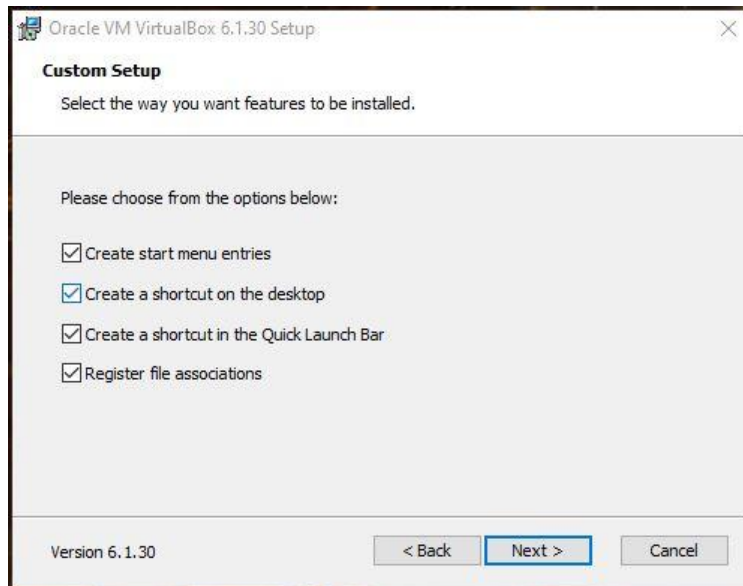 Oracle VM VirtualBox 6.1.30 Setup
Custom Setup
Select the way you want features to be installed.
Please choose from the options below:
Create start menu entries
Create a shortcut on the desktop
Create a shortcut in the Quick Launch Bar
Register file associations
Version 6.1.30
< Back
Next >
Cancel